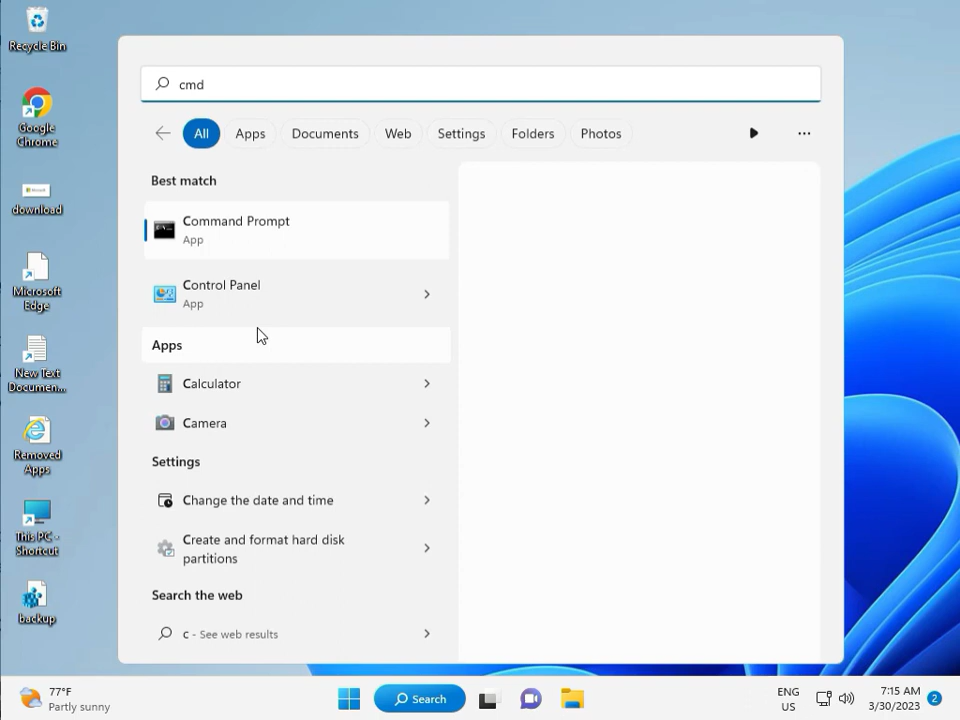 Recycle Bin
Google
Chrome
download
Microsoft
Edge
New Text
Documen...
Removed
Apps
This PC -
Shortcut
backup
cmd
All
Apps
Documents
Web
Settings
Folders
Photos
Best match
Command Prompt
App
Control Panel
App
Apps
Calculator
Camera
Settings
Change the date and time
Create and format hard disk
partitions
Search the web
c - See web results
77°F
Partly sunny
Search
ENG
US
7:15 AM
3/30/2023
2